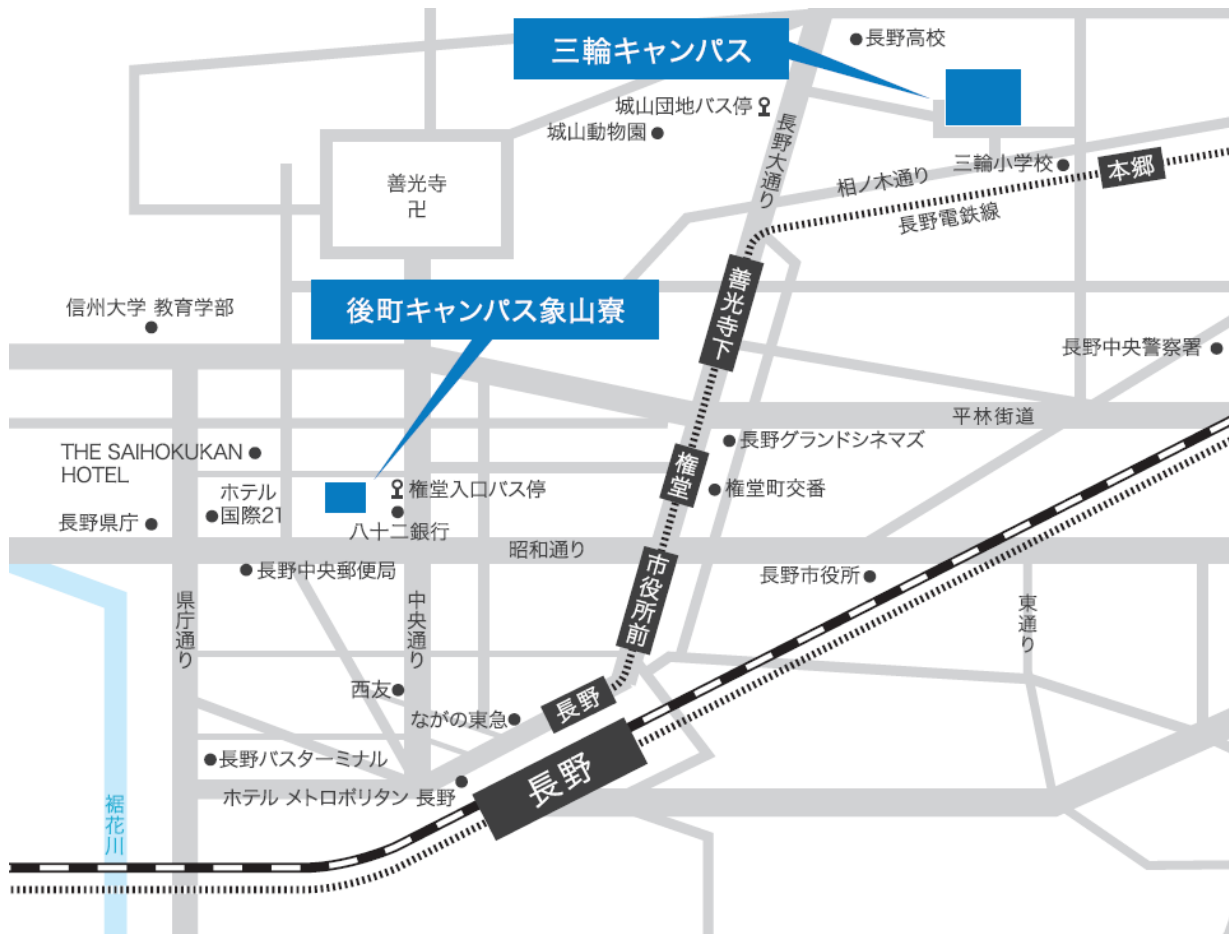 三輪キャンパス
長野高校
城山団地バス停
城山動物園
長野大通り
善光寺
卍
三輪小学校
本郷
相ノ木通り
長野電鉄線
善光寺下
後町キャンパス象山寮
信州大学 教育学部
長野中央警察署
平林街道
長野グランドシネマズ
THE SAIHOKUKAN
HOTEL
権堂
権堂入口バス停
権堂町交番
ホテル
国際21
長野県庁
八十二銀行
昭和通り
長野中央郵便局
市役所前
長野市役所
県庁通り
中央通り
東通り
西友
長野
ながの東急
長野バスターミナル
長野
ホテル メトロポリタン 長野
裾花川